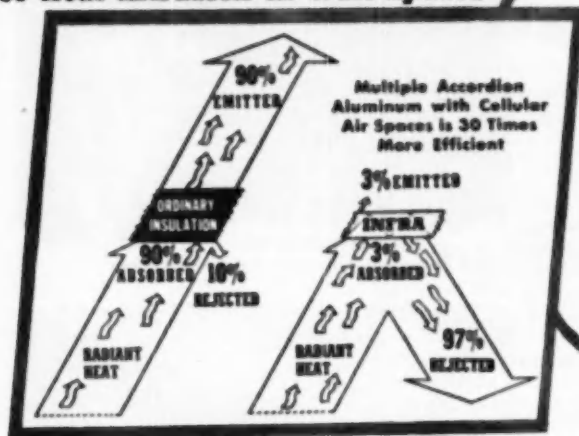 90%
EMITTER
ORDINARY
INSULATION
90%
ABSORBED
10%
REJECTED
RADIANT
HEAT
Multiple Accordion
Aluminum with Cellular
Air Spaces is 30 Times
More Efficient
3% EMITTED
INFRA
3%
ABSORBED
97%
REJECTED
RADIANT
HEAT